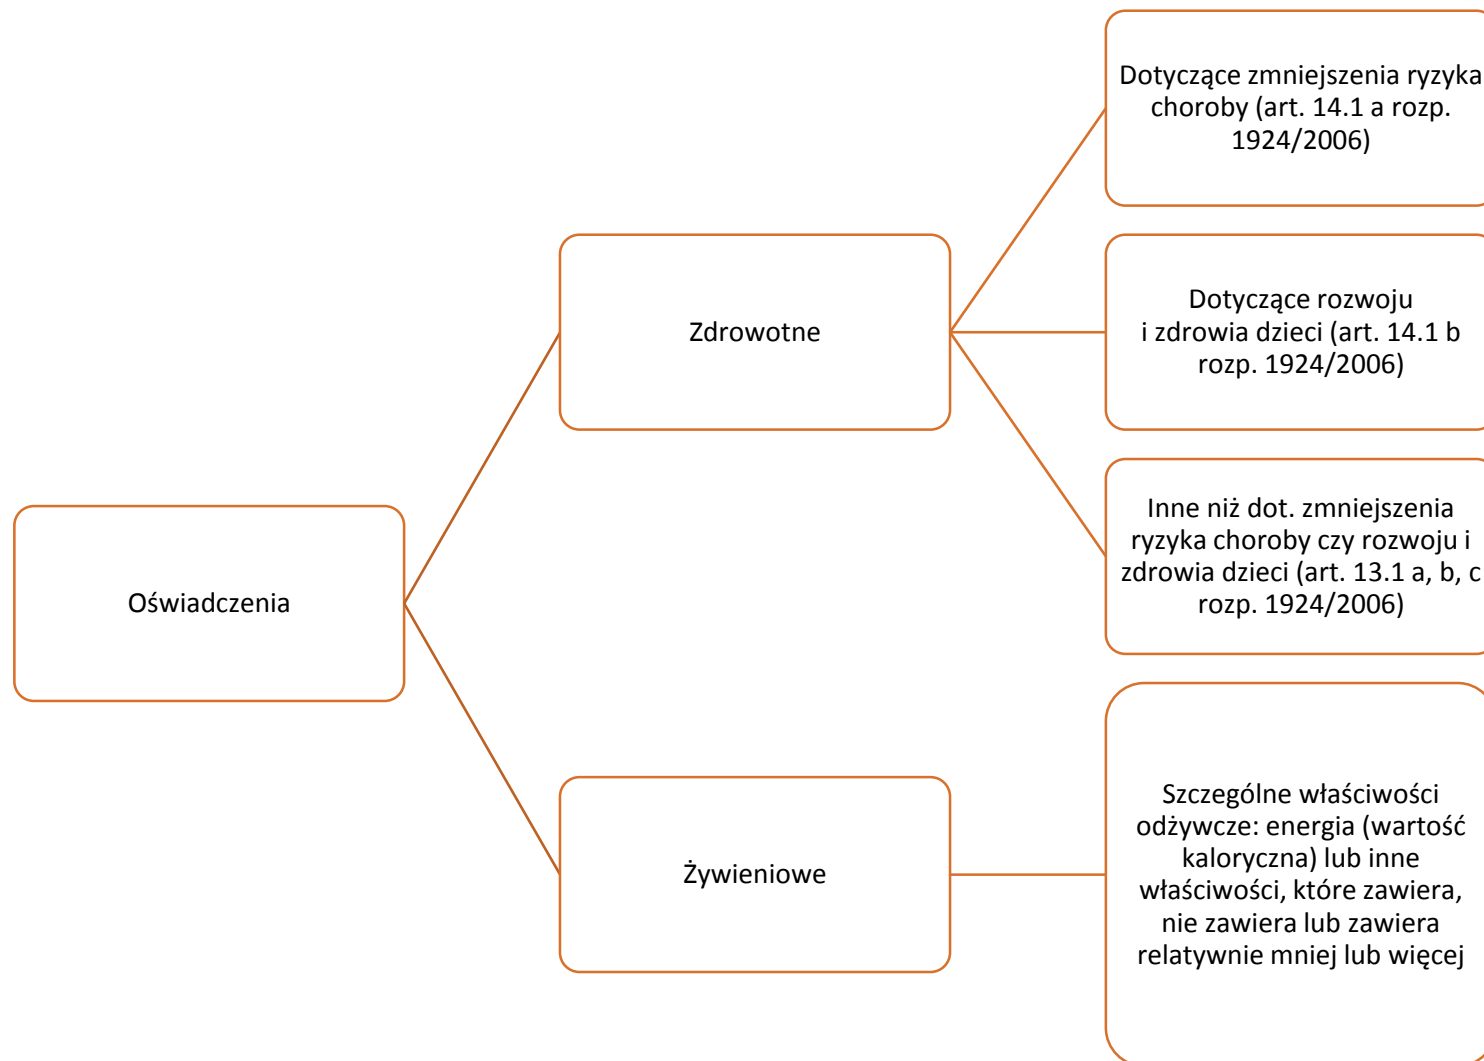 Dotyczące zmniejszenia ryzyka
choroby (art. 14.1 a rozp.
1924/2006)
Zdrowotne
Dotyczące rozwoju
i zdrowia dzieci (art. 14.1 b
rozp. 1924/2006)
Inne niż dot. zmniejszenia
ryzyka choroby czy rozwoju i
zdrowia dzieci (art. 13.1 a, b, c
rozp. 1924/2006)
Oświadczenia
Żywieniowe
Szczególne właściwości
odżywcze: energia (wartość
kaloryczna) lub inne
właściwości, które zawiera,
nie zawiera lub zawiera
relatywnie mniej lub więcej